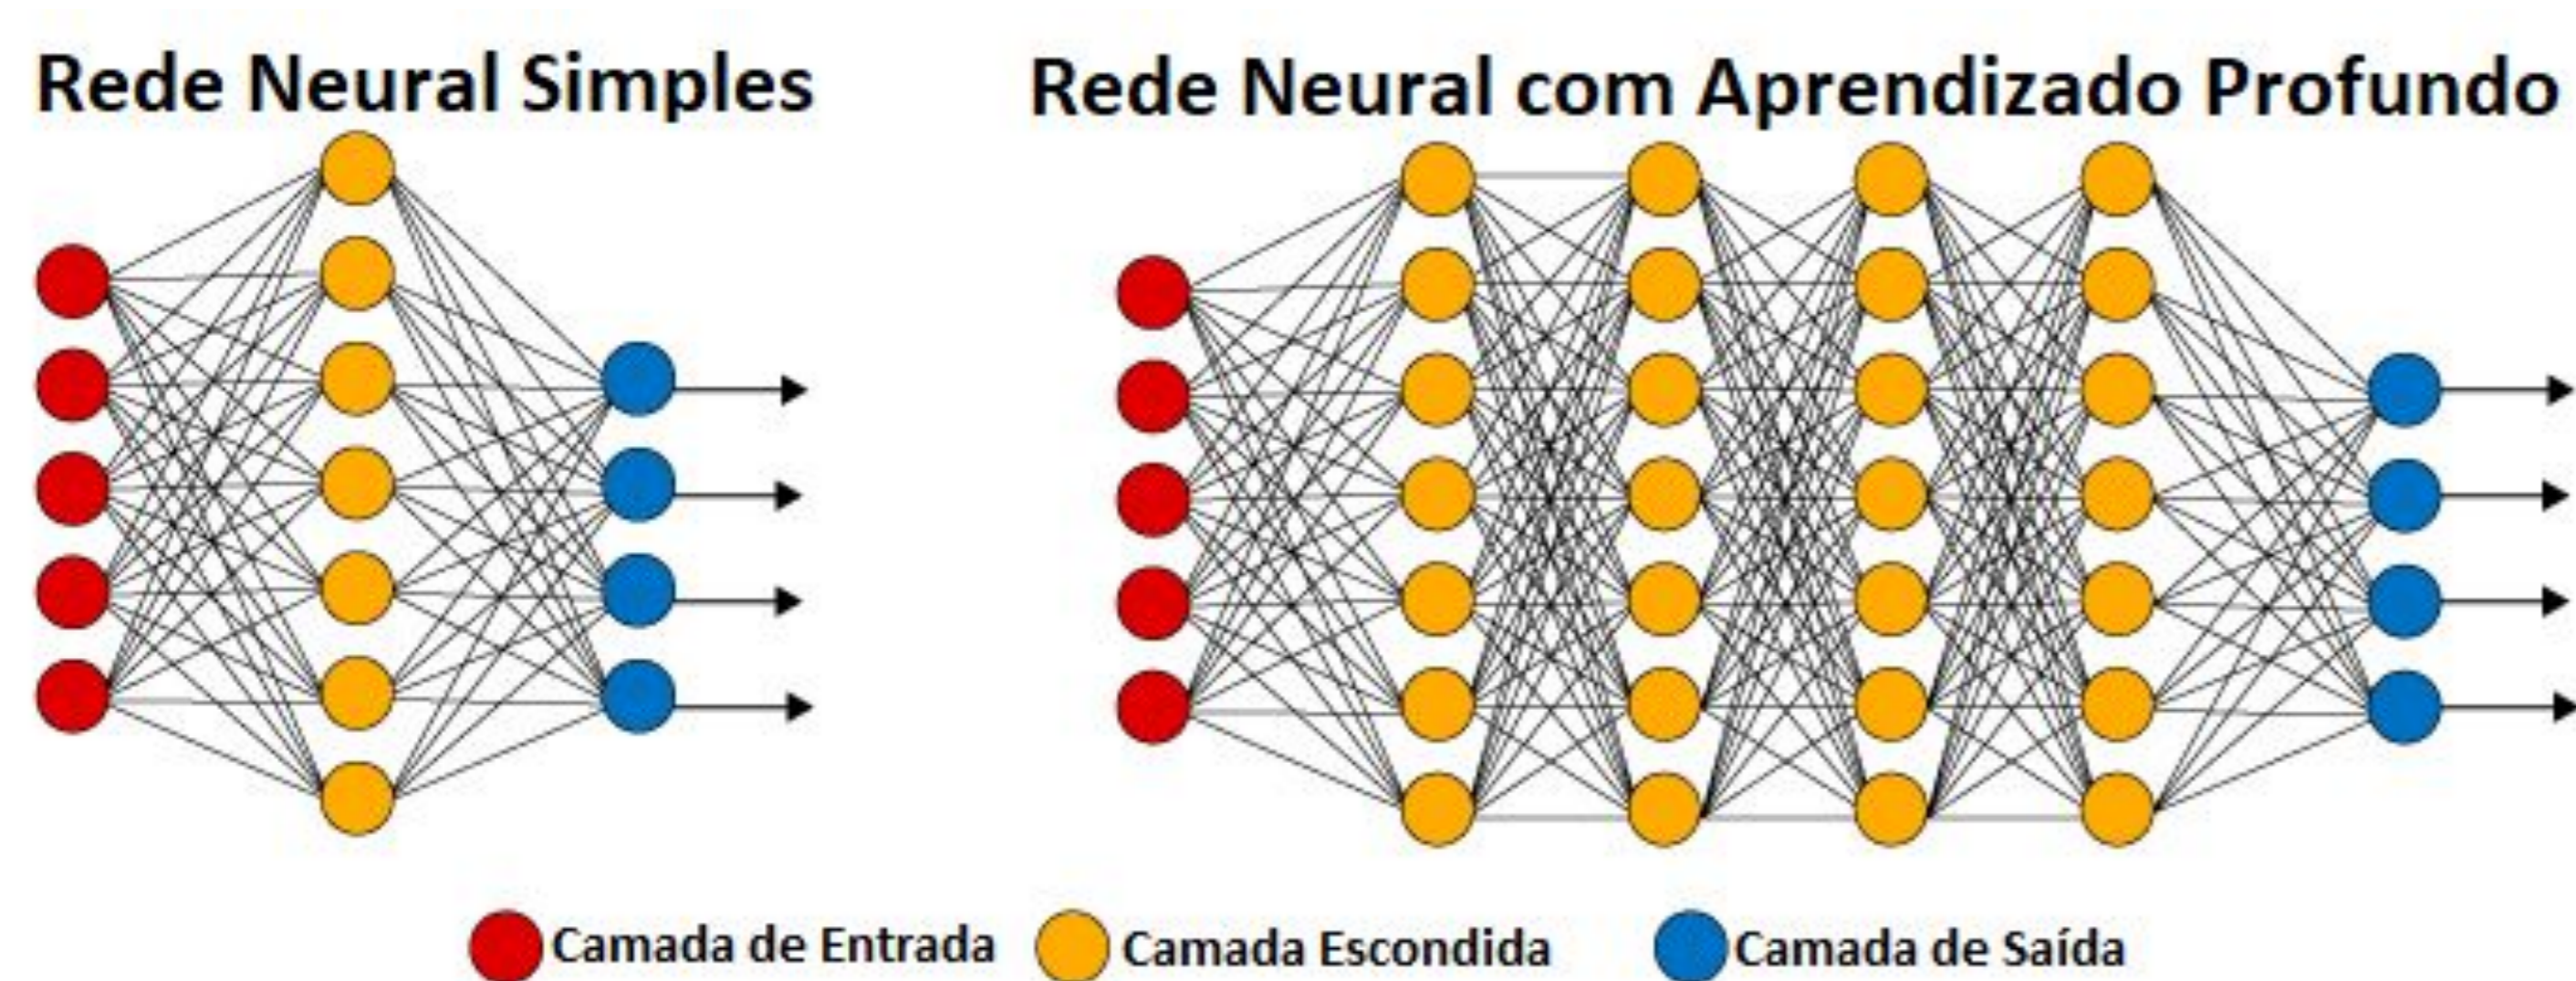 Rede Neural Simples
Rede Neural com Aprendizado Profundo
Camada de Entrada
Camada Escondida
Camada de Saída